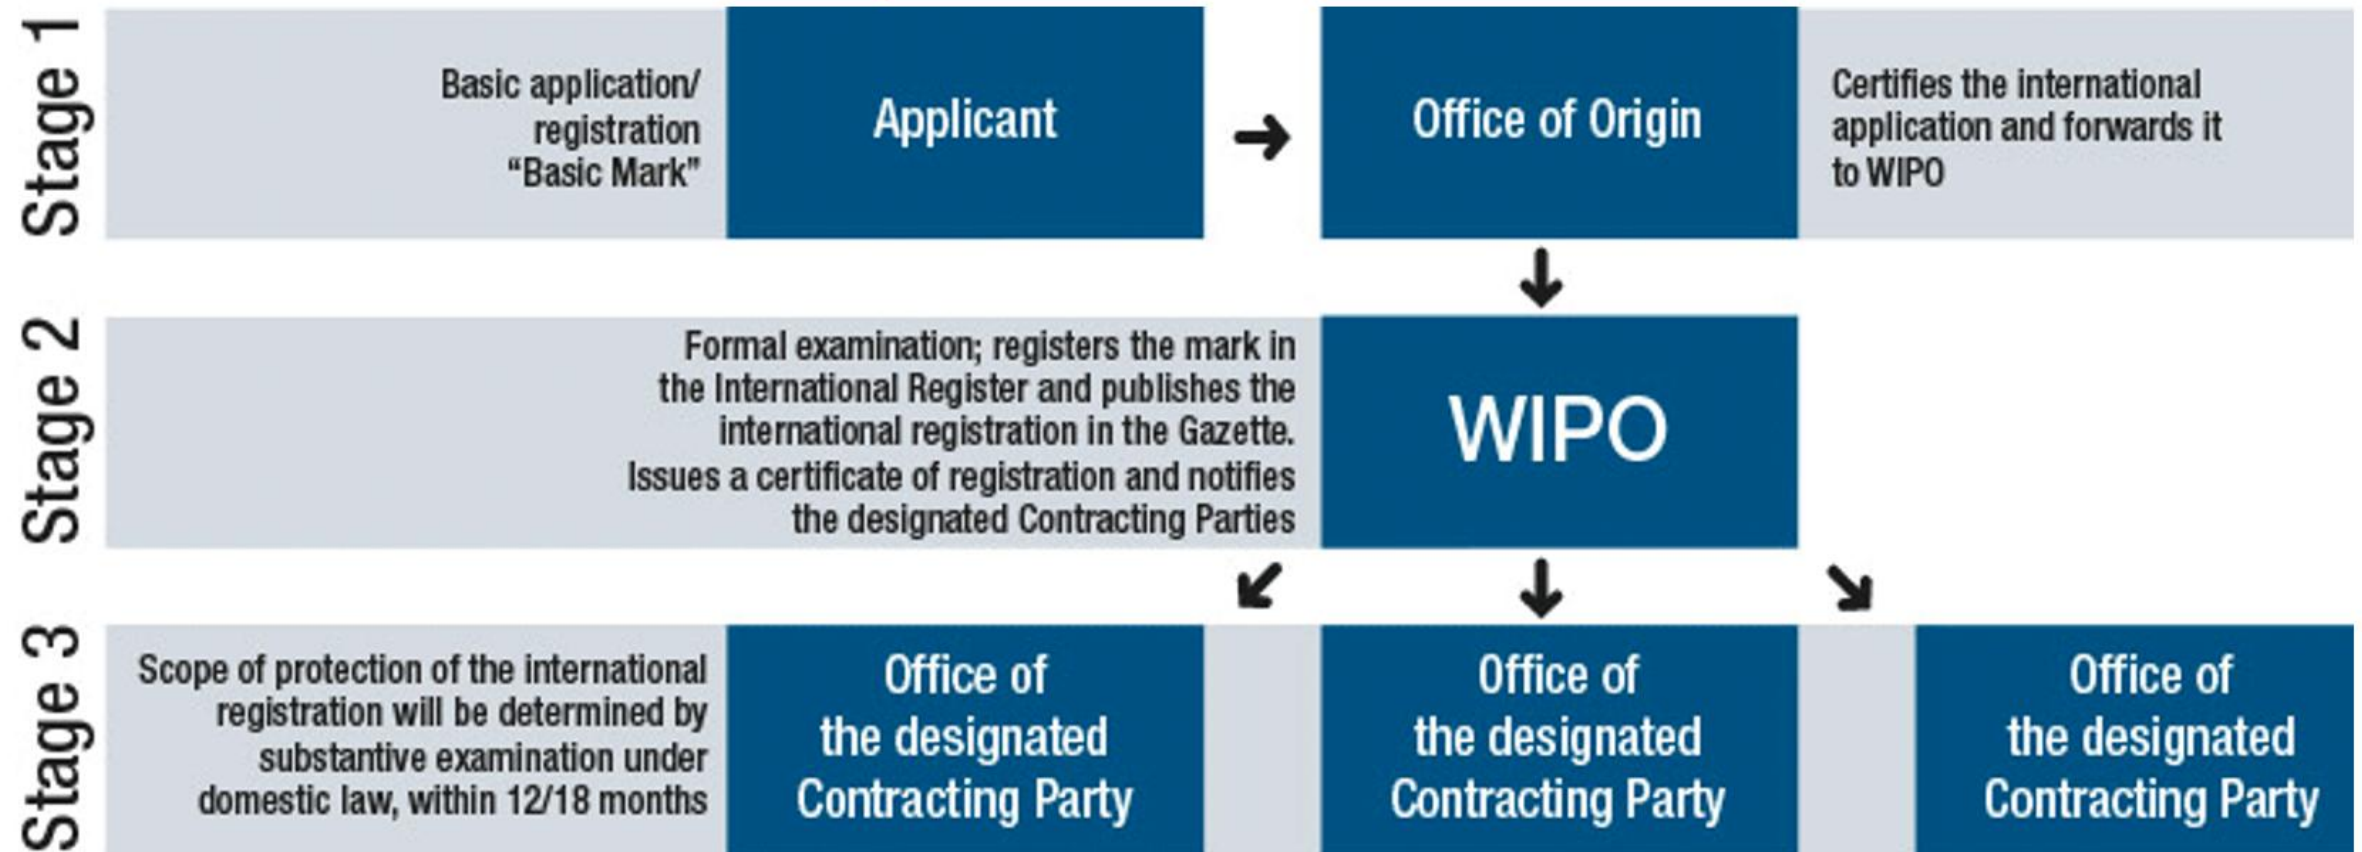 Stage 1
Basic application/
registration
“Basic Mark”
Applicant
Office of Origin
Certifies the international
application and forwards it
to WIPO
Stage 2
Formal examination; registers the mark in
the International Register and publishes the
international registration in the Gazette.
Issues a certificate of registration and notifies
the designated Contracting Parties
WIPO
Stage 3
Scope of protection of the international
registration will be determined by
substantive examination under
domestic law, within 12/18 months
Office of
the designated
Contracting Party
Office of
the designated
Contracting Party
Office of
the designated
Contracting Party